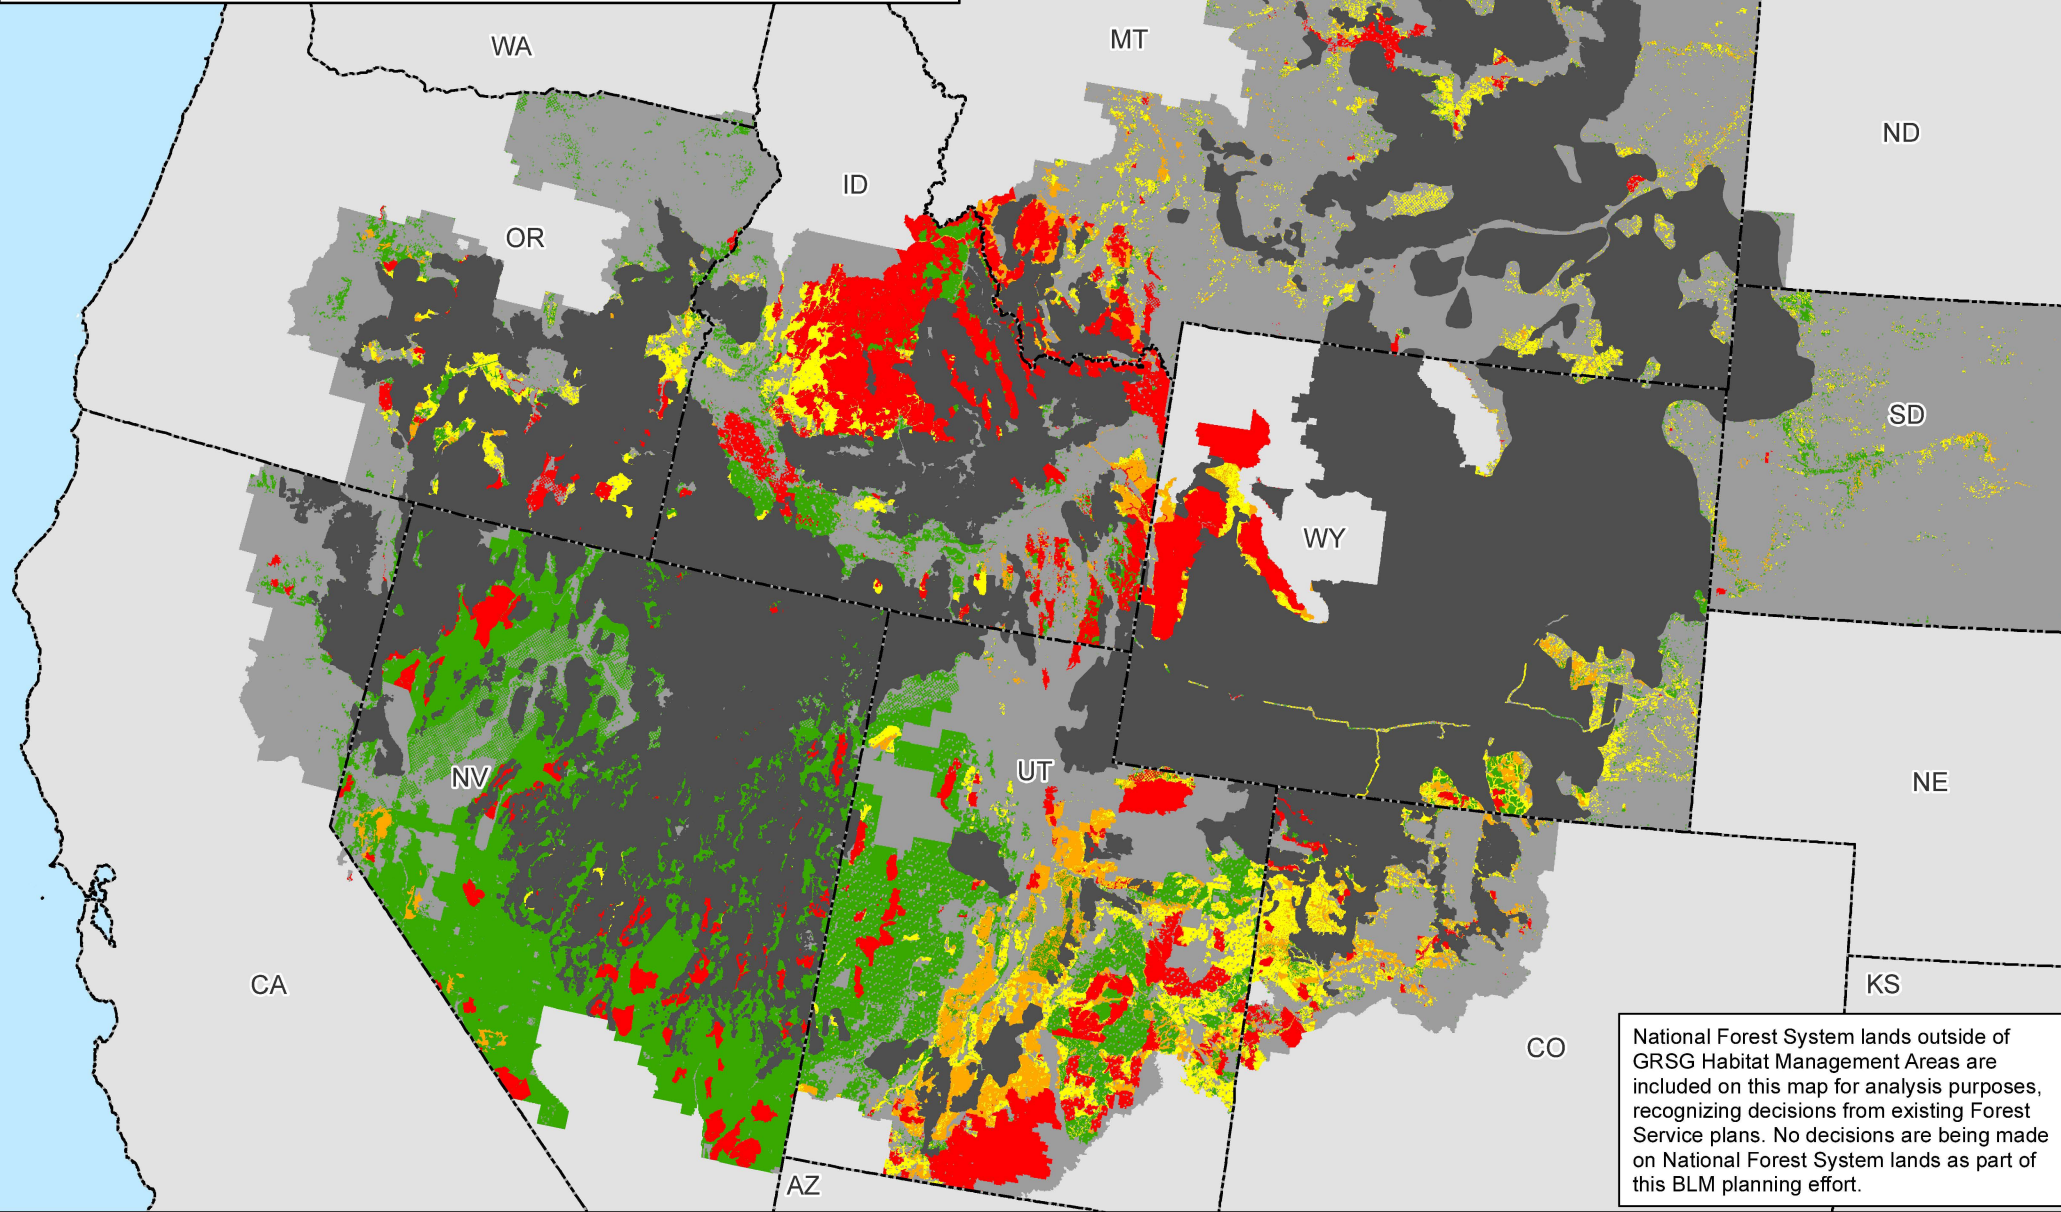 WA
MT
ND
ID
OR
SD
WY
NV
UT
NE
CA
KS
CO
AZ
National Forest System lands outside of
GRSG Habitat Management Areas are
included on this map for analysis purposes,
recognizing decisions from existing Forest
Service plans. No decisions are being made
on National Forest System lands as part of
this BLM planning effort.